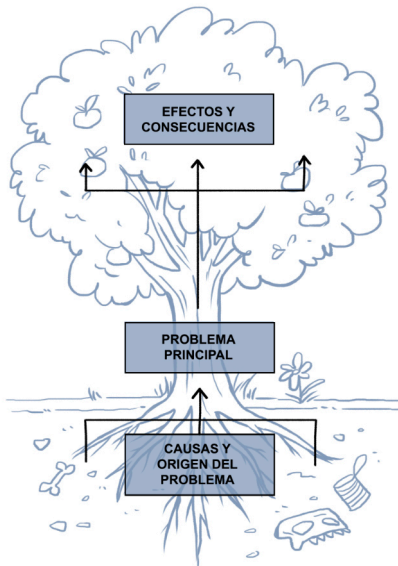 EFECTOS Y
CONSECUENCIAS
PROBLEMA
PRINCIPAL
CAUSAS Y
ORIGEN DEL
PROBLEMA